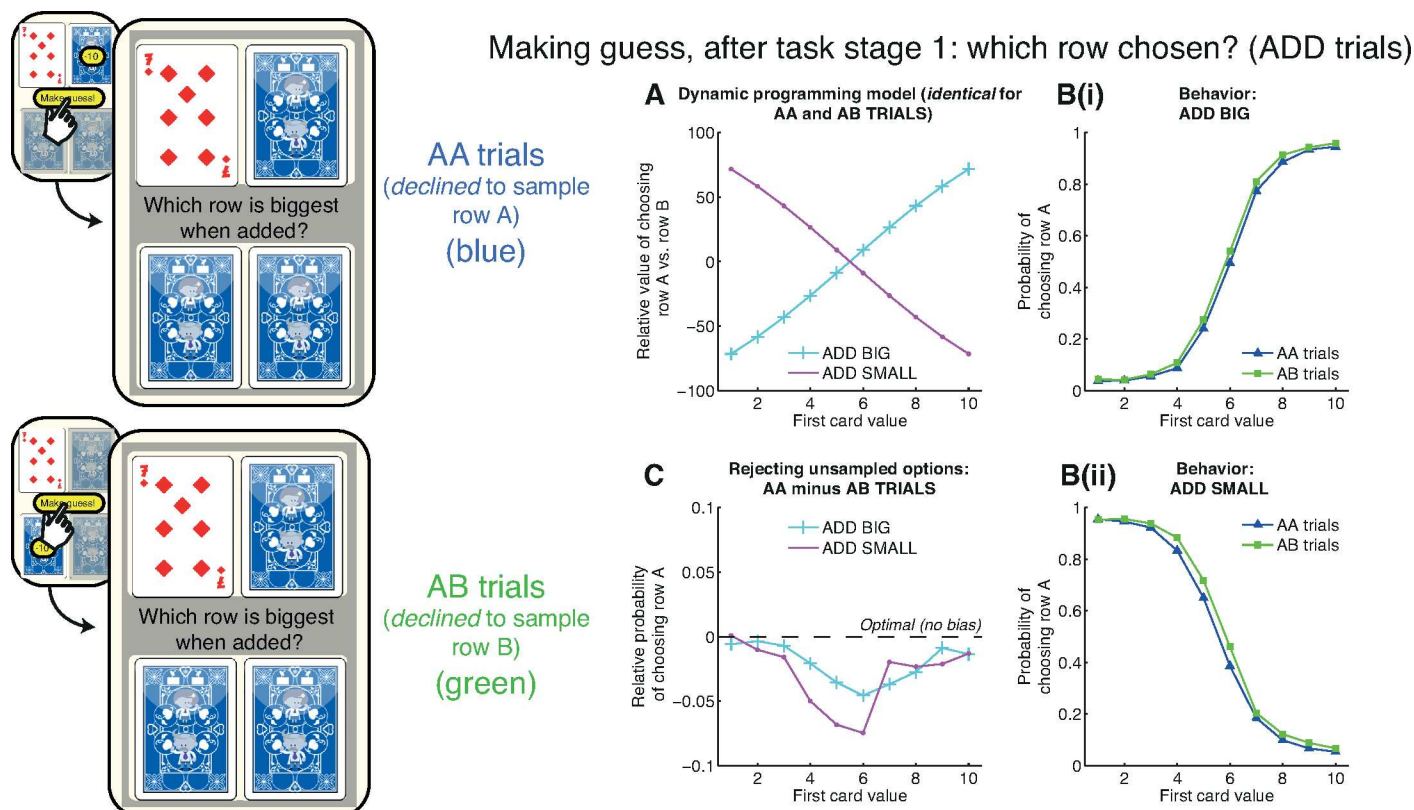 Making guess, after task stage 1: which row chosen? (ADD trials)
7
-10
Make guess!
7
7
7
Which row is biggest
when added?
AA trials
(declined to sample
row A)
(blue)
7
Make guess!
-10
7
7
Which row is biggest
when added?
AB trials
(declined to sample
row B)
(green)
A
Dynamic programming model (identical for
AA and AB TRIALS)
Relative value of choosing
row A vs. row B
100
50
0
−50
−100
ADD BIG
ADD SMALL
2 4 6 8 10
First card value
B(i)
Behavior:
ADD BIG
Probability of
choosing row A
1
0.8
0.6
0.4
0.2
0
AA trials
AB trials
2 4 6 8 10
First card value
C
Rejecting unsampled options:
AA minus AB TRIALS
Relative probability
of choosing row A
0.1
0.05
0
−0.05
−0.1
ADD BIG
ADD SMALL
Optimal (no bias)
2 4 6 8 10
First card value
B(ii)
Behavior:
ADD SMALL
Probability of
choosing row A
1
0.8
0.6
0.4
0.2
0
AA trials
AB trials
2 4 6 8 10
First card value